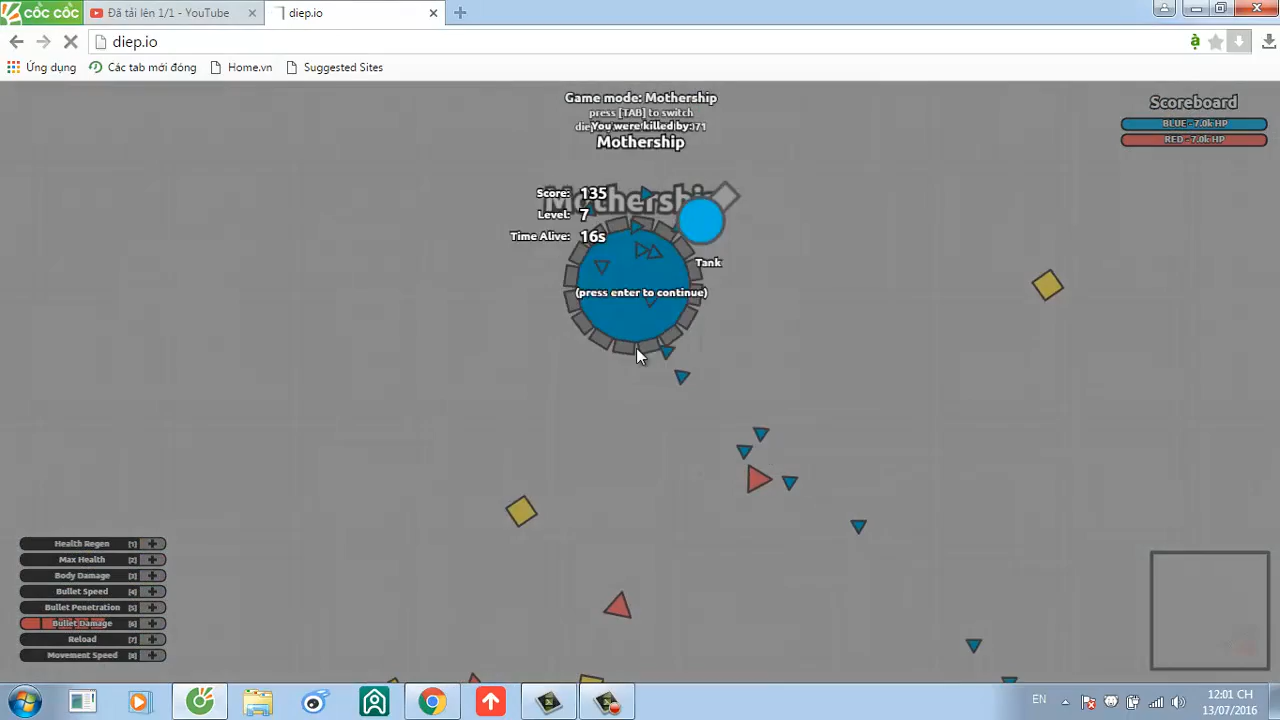 CỐC CỐC
Đã tải lên 1/1 - YouTube
diep.io
diep.io
Ứng dụng
Các tab mới đóng
Home.vn
Suggested Sites
Game mode: Mothership
press [TAB] to switch
You were killed by:
Mothership
Mothership
Score: 135
Level: 7
Time Alive: 16s
Tank
(press enter to continue)
Scoreboard
BLUE - 7.0k HP
RED - 7.0k HP
Health Regen [1]
Max Health [2]
Body Damage [3]
Bullet Speed [4]
Bullet Penetration [5]
Bullet Damage [6]
Reload [7]
Movement Speed [8]
EN
12:01 CH
13/07/2016